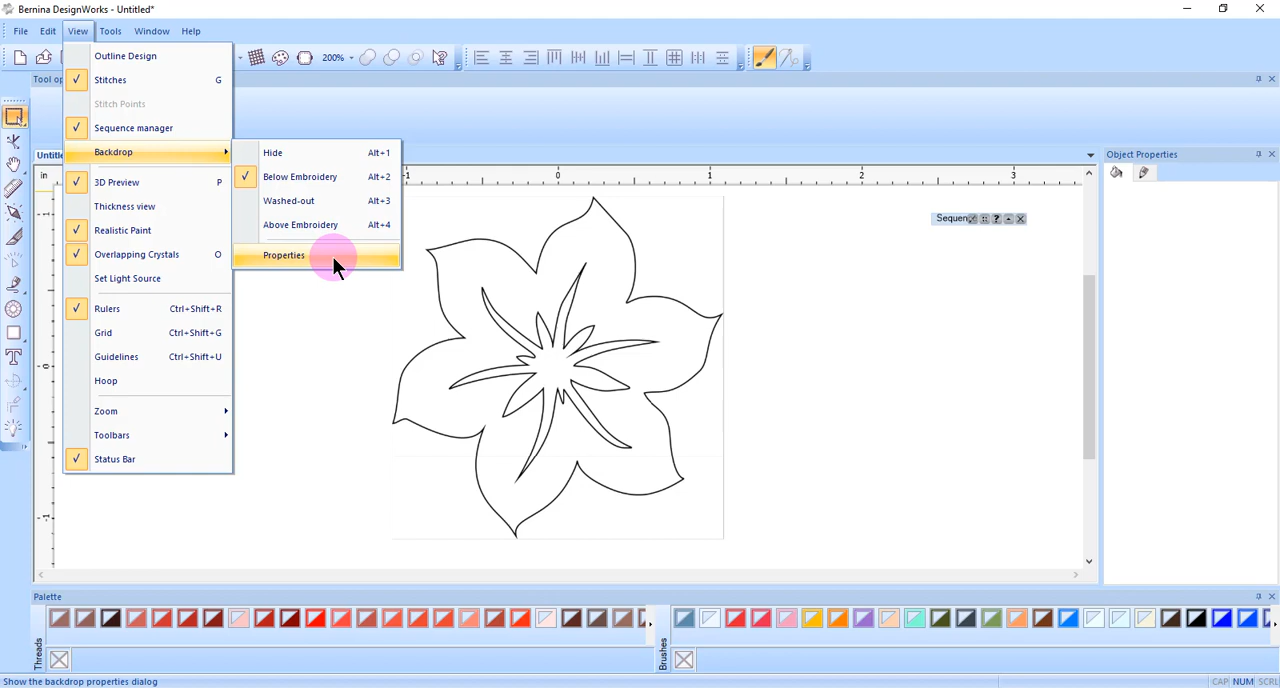 Bernina DesignWorks - Untitled*
File Edit View Tools Window Help
200%
Tool op
Outline Design
Stitches G
Stitch Points
Sequence manager
Backdrop
3D Preview P
Thickness view
Realistic Paint
Overlapping Crystals O
Set Light Source
Rulers Ctrl+Shift+R
Grid Ctrl+Shift+G
Guidelines Ctrl+Shift+U
Hoop
Zoom
Toolbars
Status Bar
Hide Alt+1
Below Embroidery Alt+2
Washed-out Alt+3
Above Embroidery Alt+4
Properties
Untitle
in
-1 0 1 2 3
-1
-0
-1
Sequen
Object Properties
Palette
Threads
Brushes
Show the backdrop properties dialog
CAP NUM SCRL